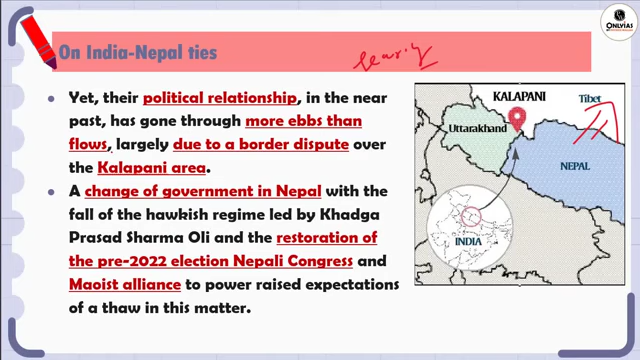 ONLYIAS
On India-Nepal ties
Yet, their political relationship, in the near
past, has gone through more ebbs than
flows, largely due to a border dispute over
the Kalapani area.
A change of government in Nepal with the
fall of the hawkish regime led by Khadga
Prasad Sharma Oli and the restoration of
the pre-2022 election Nepali Congress and
Maoist alliance to power raised expectations
of a thaw in this matter.
KALAPANI
Tibet
Uttarakhand
NEPAL
INDIA